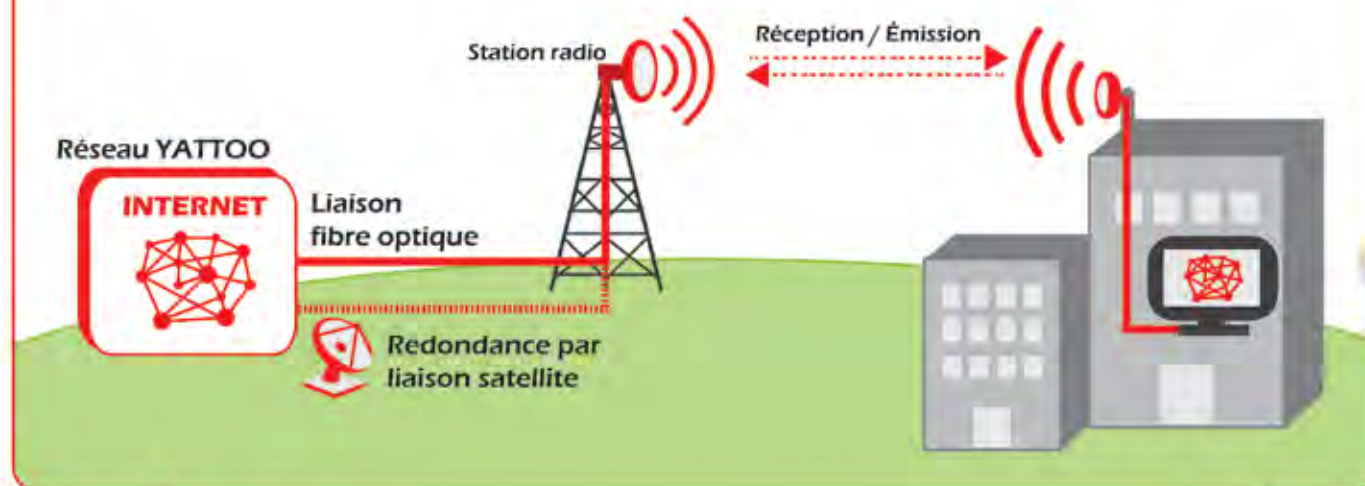 Station radio
Réception / Émission
Réseau YATTOO
INTERNET
Liaison
fibre optique
Redondance par
liaison satellite